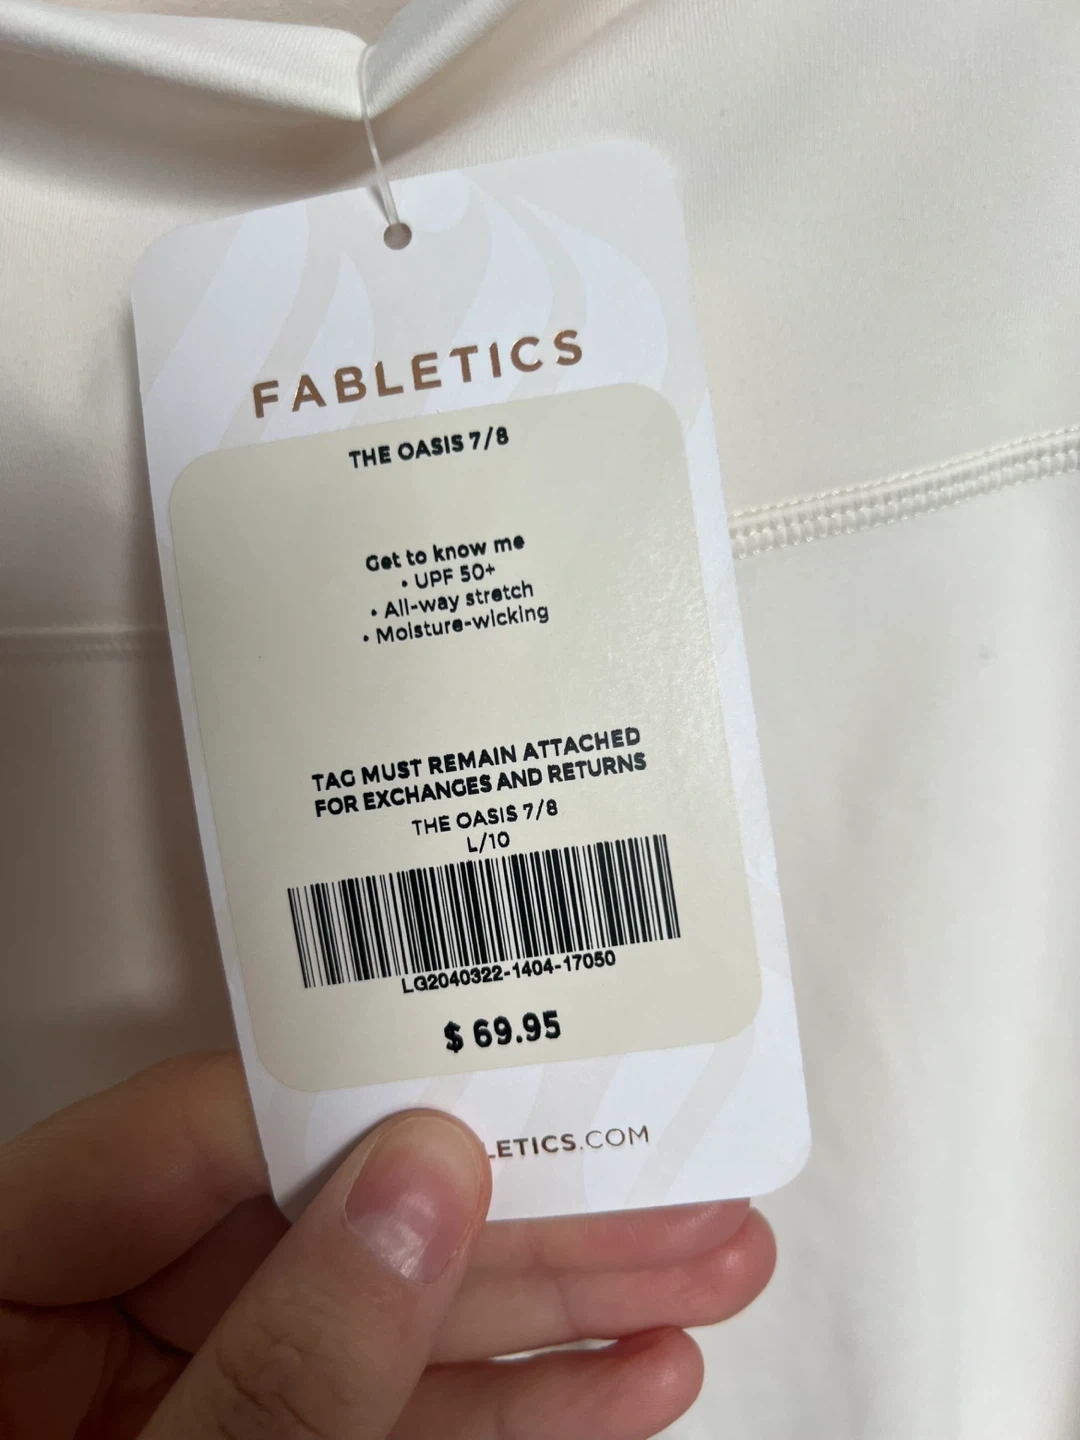 FABLETICS
THE OASIS 7/8
Get to know me
• UPF 50+
• All-way stretch
• Moisture-wicking
TAG MUST REMAIN ATTACHED
FOR EXCHANGES AND RETURNS
THE OASIS 7/8
L/10
LG2040322-1404-17050
$ 69.95
LETICS.COM